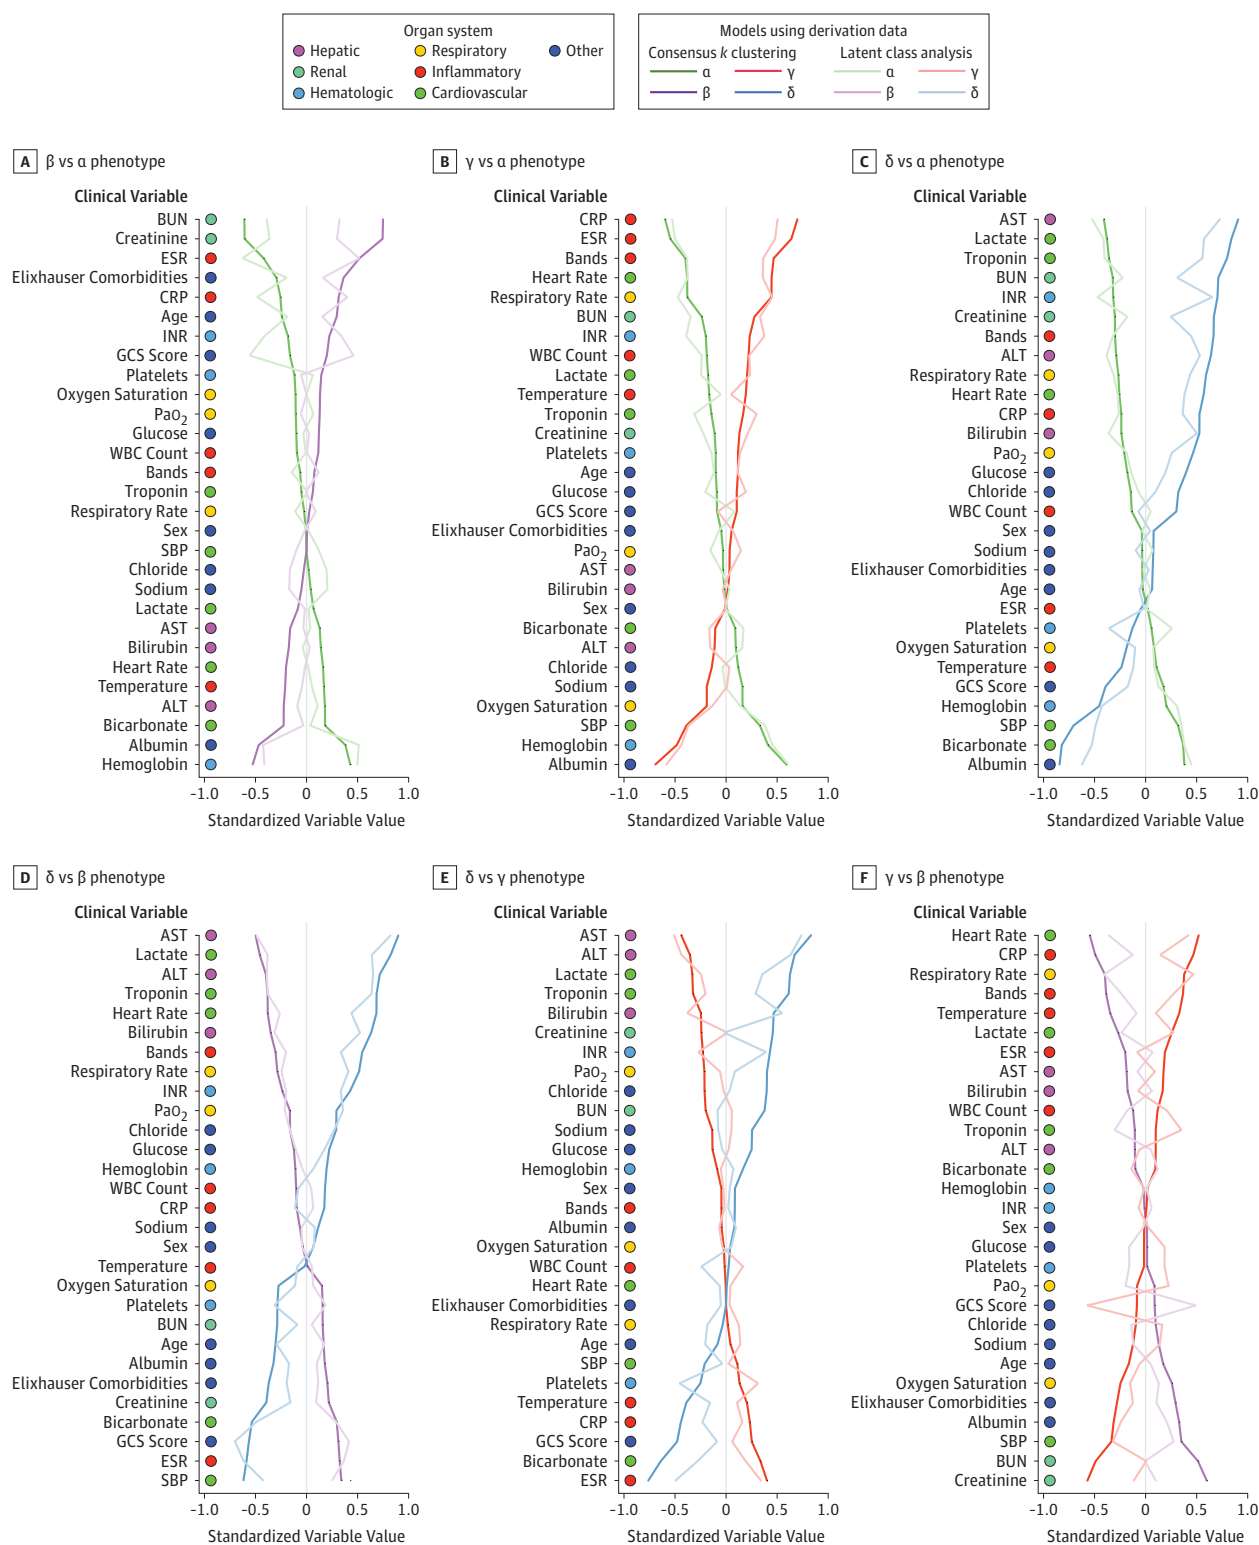 Organ system
Hepatic
Respiratory
Other
Renal
Inflammatory
Hematologic
Cardiovascular
Models using derivation data
Consensus k clustering
Latent class analysis
α
γ
α
γ
β
δ
β
δ
A β vs α phenotype
Clinical Variable
BUN
Creatinine
ESR
Elixhauser Comorbidities
CRP
Age
INR
GCS Score
Platelets
Oxygen Saturation
PaO2
Glucose
WBC Count
Bands
Troponin
Respiratory Rate
Sex
SBP
Chloride
Sodium
Lactate
AST
Bilirubin
Heart Rate
Temperature
ALT
Bicarbonate
Albumin
Hemoglobin
-1.0 -0.5 0 0.5 1.0
Standardized Variable Value
B γ vs α phenotype
Clinical Variable
CRP
ESR
Bands
Heart Rate
Respiratory Rate
BUN
INR
WBC Count
Lactate
Temperature
Troponin
Creatinine
Platelets
Age
Glucose
GCS Score
Elixhauser Comorbidities
PaO2
AST
Bilirubin
Sex
Bicarbonate
ALT
Chloride
Sodium
Oxygen Saturation
SBP
Hemoglobin
Albumin
-1.0 -0.5 0 0.5 1.0
Standardized Variable Value
C δ vs α phenotype
Clinical Variable
AST
Lactate
Troponin
BUN
INR
Creatinine
Bands
ALT
Respiratory Rate
Heart Rate
CRP
Bilirubin
PaO2
Glucose
Chloride
WBC Count
Sex
Sodium
Elixhauser Comorbidities
Age
ESR
Platelets
Oxygen Saturation
Temperature
GCS Score
Hemoglobin
SBP
Bicarbonate
Albumin
-1.0 -0.5 0 0.5 1.0
Standardized Variable Value
D δ vs β phenotype
Clinical Variable
AST
Lactate
ALT
Troponin
Heart Rate
Bilirubin
Bands
Respiratory Rate
INR
PaO2
Chloride
Glucose
Hemoglobin
WBC Count
CRP
Sodium
Sex
Temperature
Oxygen Saturation
Platelets
BUN
Age
Albumin
Elixhauser Comorbidities
Creatinine
Bicarbonate
GCS Score
ESR
SBP
-1.0 -0.5 0 0.5 1.0
Standardized Variable Value
E δ vs γ phenotype
Clinical Variable
AST
ALT
Lactate
Troponin
Bilirubin
Creatinine
INR
PaO2
Chloride
BUN
Sodium
Glucose
Hemoglobin
Sex
Bands
Albumin
Oxygen Saturation
WBC Count
Heart Rate
Elixhauser Comorbidities
Respiratory Rate
Age
SBP
Platelets
Temperature
CRP
GCS Score
Bicarbonate
ESR
-1.0 -0.5 0 0.5 1.0
Standardized Variable Value
F γ vs β phenotype
Clinical Variable
Heart Rate
CRP
Respiratory Rate
Bands
Temperature
Lactate
ESR
AST
Bilirubin
WBC Count
Troponin
ALT
Bicarbonate
Hemoglobin
INR
Sex
Glucose
Platelets
PaO2
GCS Score
Chloride
Sodium
Age
Oxygen Saturation
Elixhauser Comorbidities
Albumin
SBP
BUN
Creatinine
-1.0 -0.5 0 0.5 1.0
Standardized Variable Value